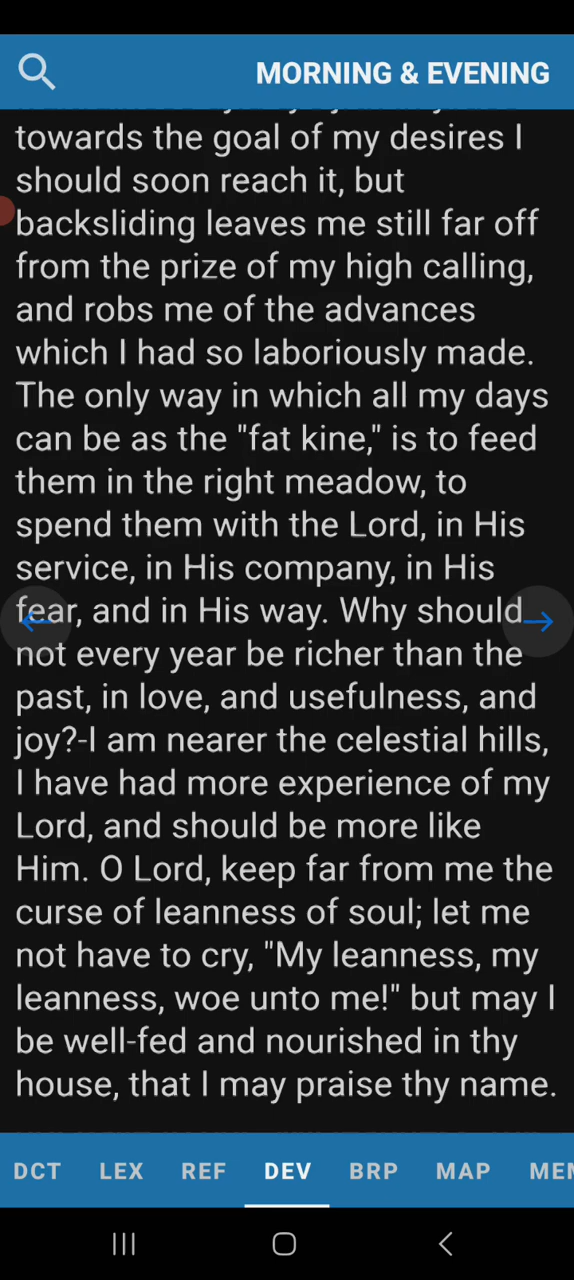 MORNING & EVENING
towards the goal of my desires I
should soon reach it, but
backsliding leaves me still far off
from the prize of my high calling,
and robs me of the advances
which I had so laboriously made.
The only way in which all my days
can be as the "fat kine," is to feed
them in the right meadow, to
spend them with the Lord, in His
service, in His company, in His
fear, and in His way. Why should
not every year be richer than the
past, in love, and usefulness, and
joy?-I am nearer the celestial hills,
I have had more experience of my
Lord, and should be more like
Him. O Lord, keep far from me the
curse of leanness of soul; let me
not have to cry, "My leanness, my
leanness, woe unto me!" but may I
be well-fed and nourished in thy
house, that I may praise thy name.
DCT LEX REF DEV BRP MAP